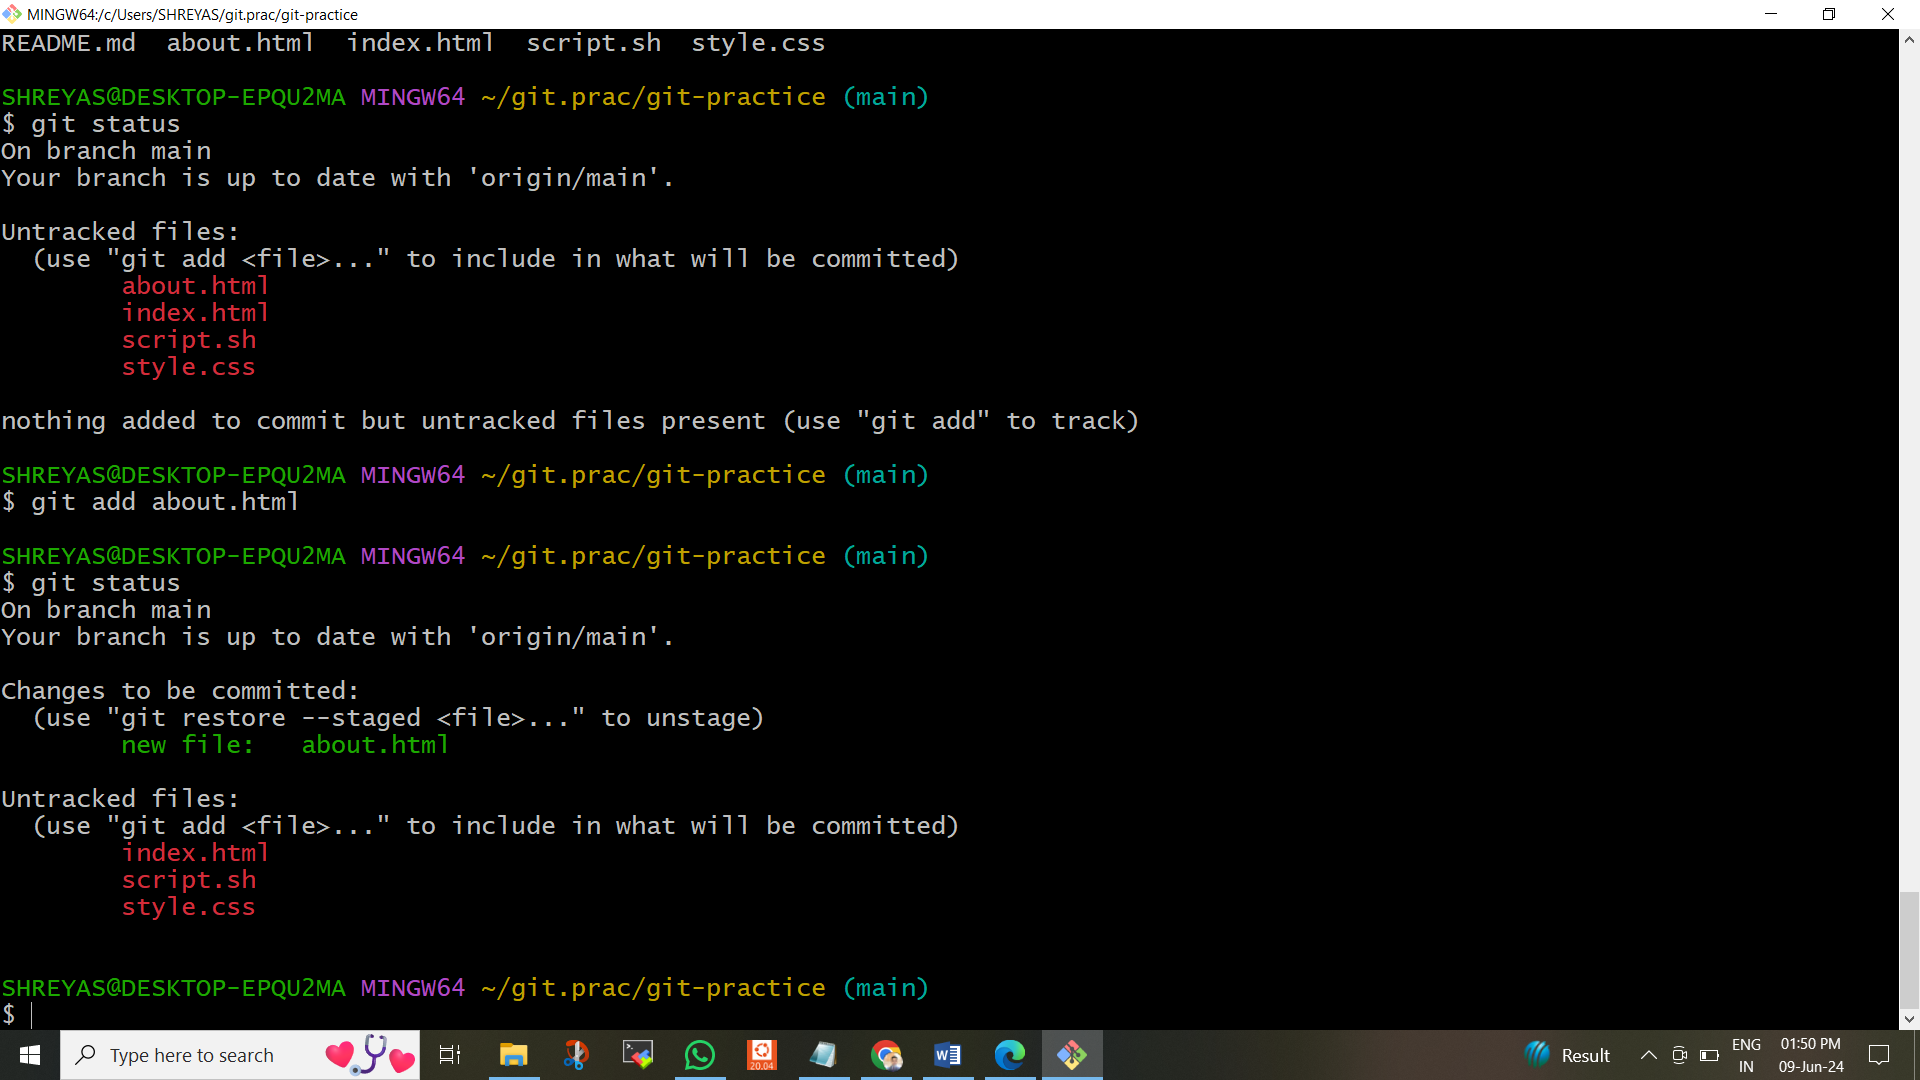 MINGW64:/c/Users/SHREYAS/git.prac/git-practice
README.md  about.html  index.html  script.sh  style.css
SHREYAS@DESKTOP-EPQU2MA MINGW64 ~/git.prac/git-practice (main)
$ git status
On branch main
Your branch is up to date with 'origin/main'.
Untracked files:
  (use "git add <file>..." to include in what will be committed)
        about.html
        index.html
        script.sh
        style.css
nothing added to commit but untracked files present (use "git add" to track)
SHREYAS@DESKTOP-EPQU2MA MINGW64 ~/git.prac/git-practice (main)
$ git add about.html
SHREYAS@DESKTOP-EPQU2MA MINGW64 ~/git.prac/git-practice (main)
$ git status
On branch main
Your branch is up to date with 'origin/main'.
Changes to be committed:
  (use "git restore --staged <file>..." to unstage)
        new file:   about.html
Untracked files:
  (use "git add <file>..." to include in what will be committed)
        index.html
        script.sh
        style.css
SHREYAS@DESKTOP-EPQU2MA MINGW64 ~/git.prac/git-practice (main)
$
Type here to search
20.04
Result
ENG
IN
01:50 PM
09-Jun-24